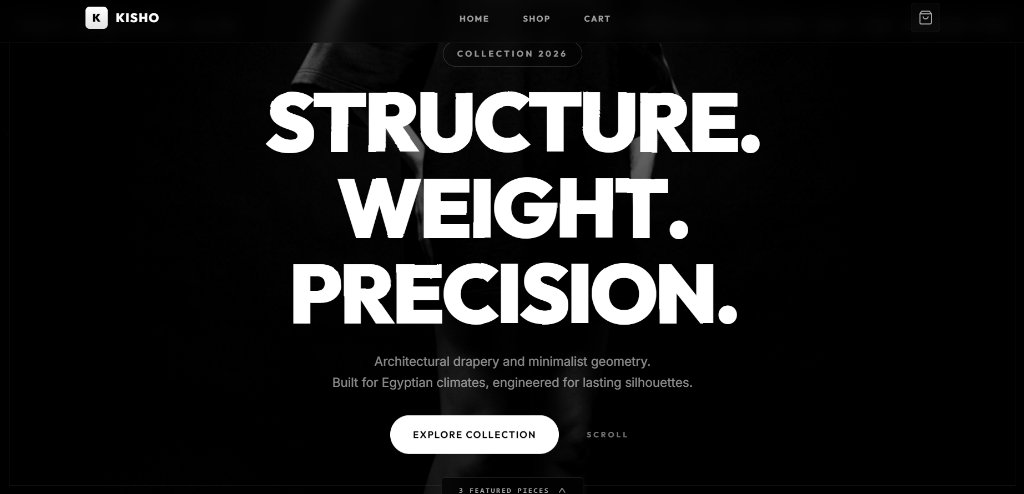 K KISHO
HOME SHOP CART
COLLECTION 2026
STRUCTURE.
WEIGHT.
PRECISION.
Architectural drapery and minimalist geometry.
Built for Egyptian climates, engineered for lasting silhouettes.
EXPLORE COLLECTION
SCROLL
3 FEATURED PIECES